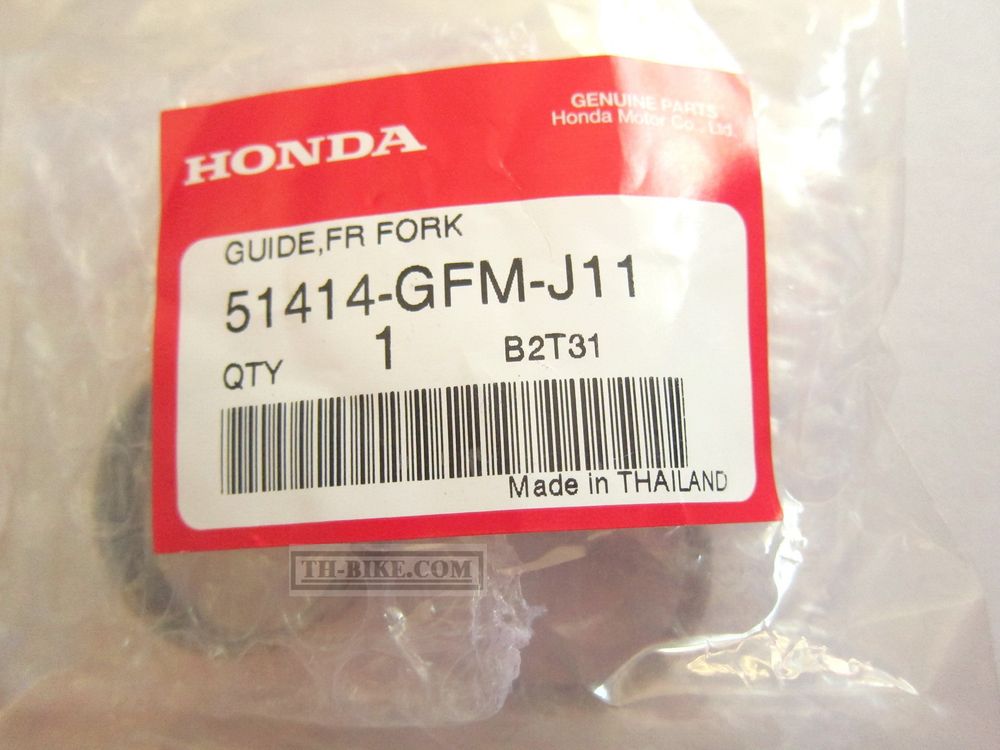 HONDA
GENUINE PARTS
Honda Motor Co., Ltd.
GUIDE,FR FORK
51414-GFM-J11
QTY 1 B2T31
Made in THAILAND
TH-BIKE.COM